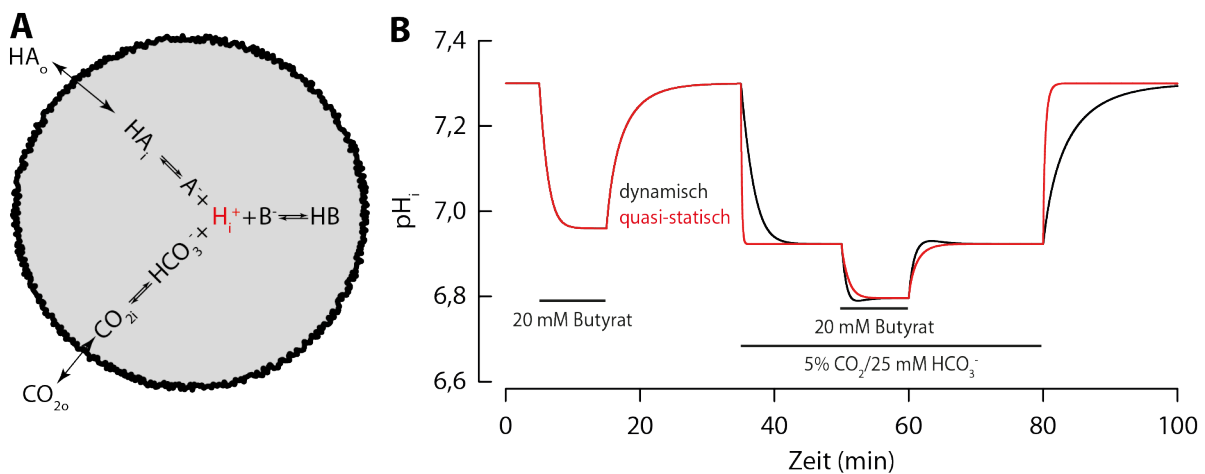 A
HAₒ
HAᵢ
A⁻
+
Hᵢ⁺+B⁻⇌HB
+
HCO₃⁻
CO₂ᵢ
CO₂ₒ
B
pHᵢ
7,4
7,2
7,0
6,8
6,6
dynamisch
quasi-statisch
20 mM Butyrat
20 mM Butyrat
5% CO₂/25 mM HCO₃⁻
0 20 40 60 80 100
Zeit (min)